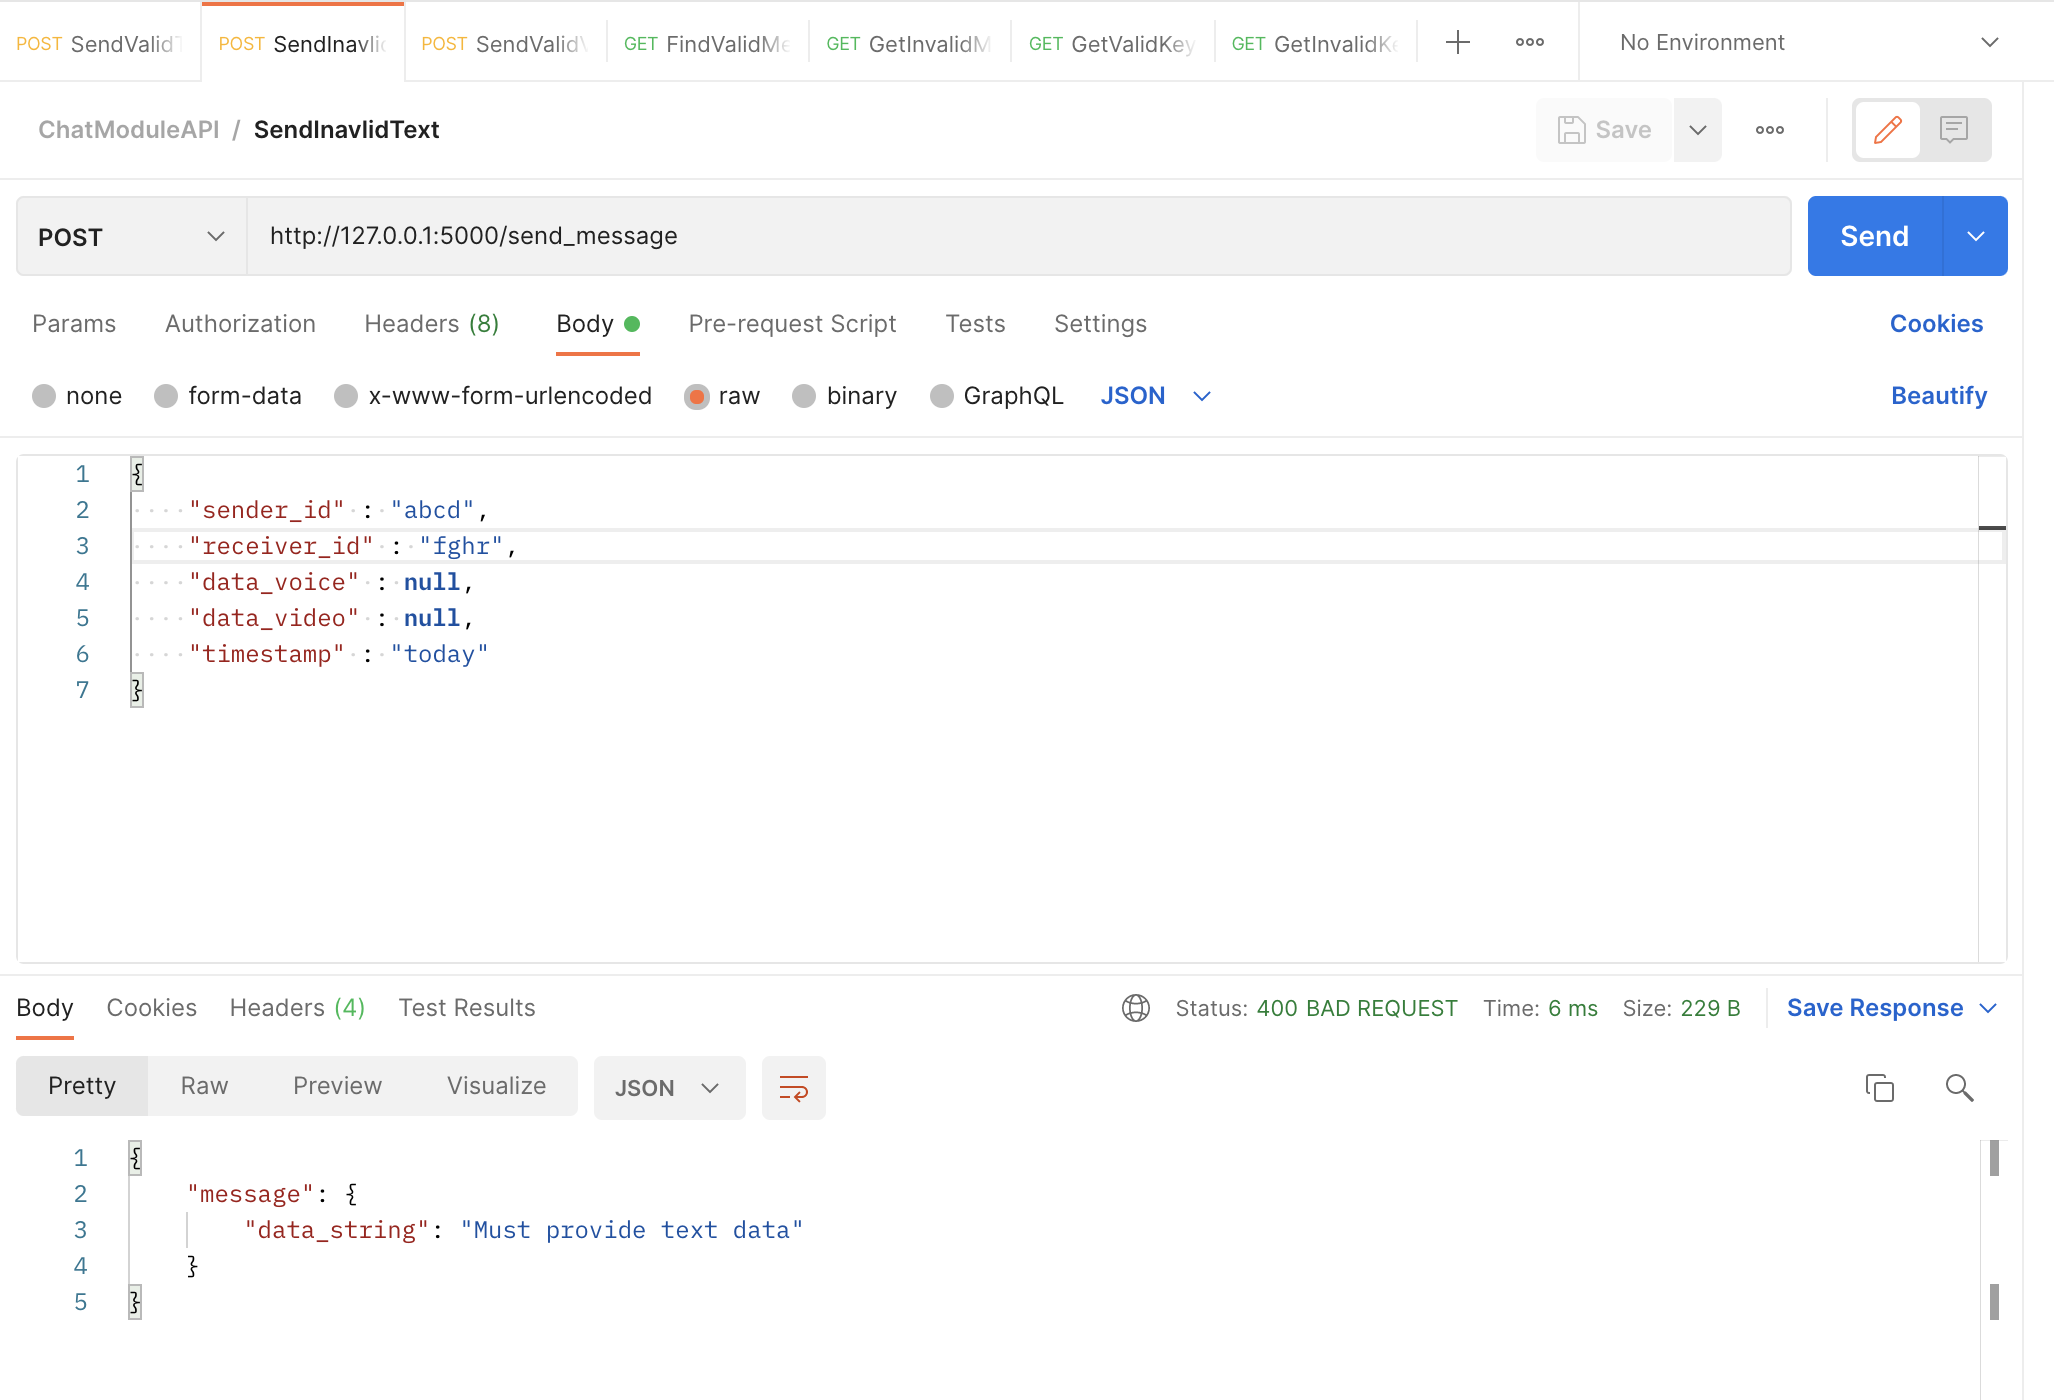 POST SendValidT POST SendInavlid POST SendValidV GET FindValidMe GET GetInvalidM GET GetValidKey GET GetInvalidKe No Environment
ChatModuleAPI / SendInavlidText Save
POST http://127.0.0.1:5000/send_message Send
Params Authorization Headers (8) Body Pre-request Script Tests Settings Cookies
none form-data x-www-form-urlencoded raw binary GraphQL JSON Beautify
1 {
2 "sender_id" : "abcd",
3 "receiver_id" : "fghr",
4 "data_voice" : null,
5 "data_video" : null,
6 "timestamp" : "today"
7 }
Body Cookies Headers (4) Test Results Status: 400 BAD REQUEST Time: 6 ms Size: 229 B Save Response
Pretty Raw Preview Visualize JSON
1 {
2 "message": {
3 "data_string": "Must provide text data"
4 }
5 }